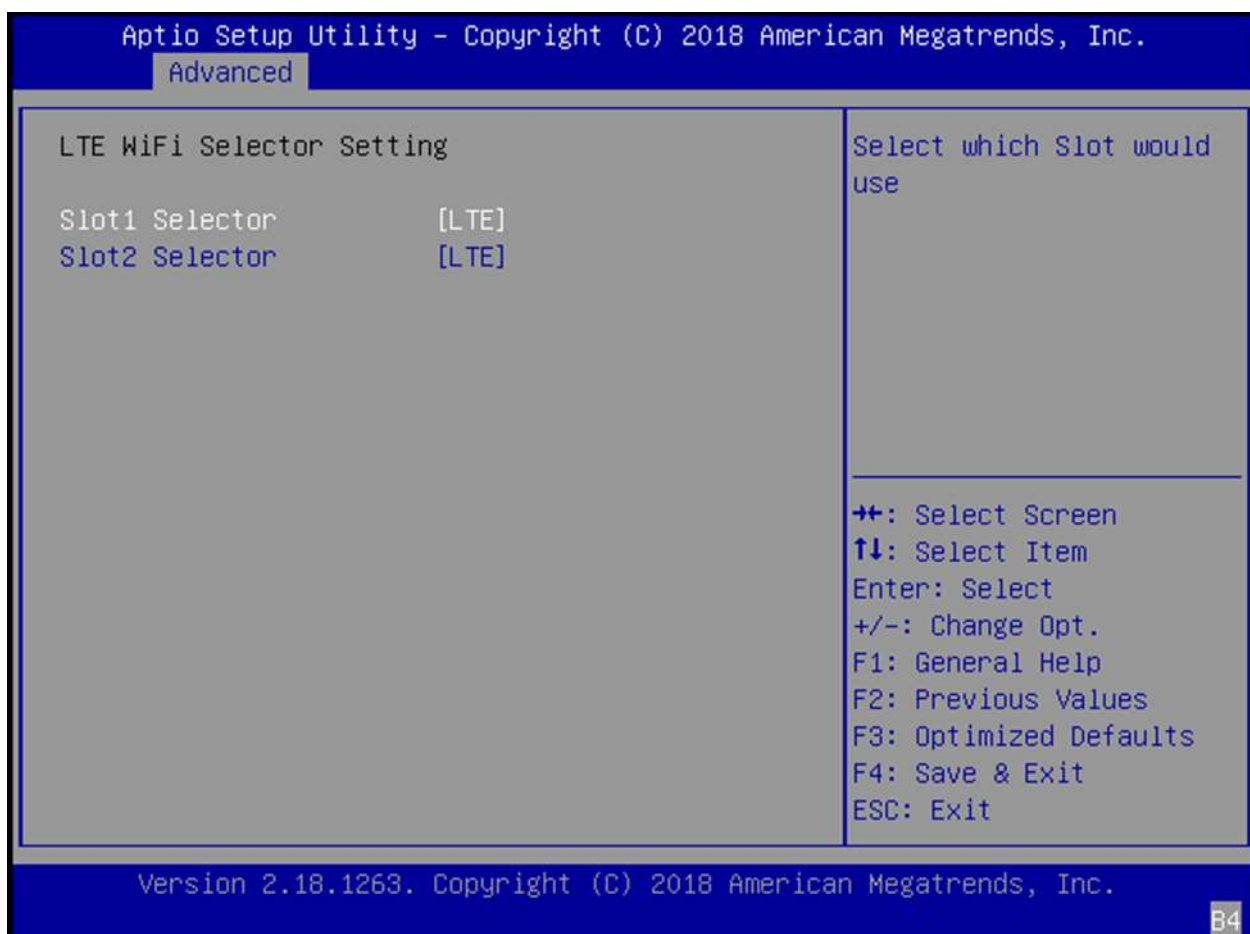 Aptio Setup Utility – Copyright (C) 2018 American Megatrends, Inc.
Advanced
LTE WiFi Selector Setting
Slot1 Selector [LTE]
Slot2 Selector [LTE]
Select which Slot would
use
→←: Select Screen
↑↓: Select Item
Enter: Select
+/-: Change Opt.
F1: General Help
F2: Previous Values
F3: Optimized Defaults
F4: Save & Exit
ESC: Exit
Version 2.18.1263. Copyright (C) 2018 American Megatrends, Inc.
B4